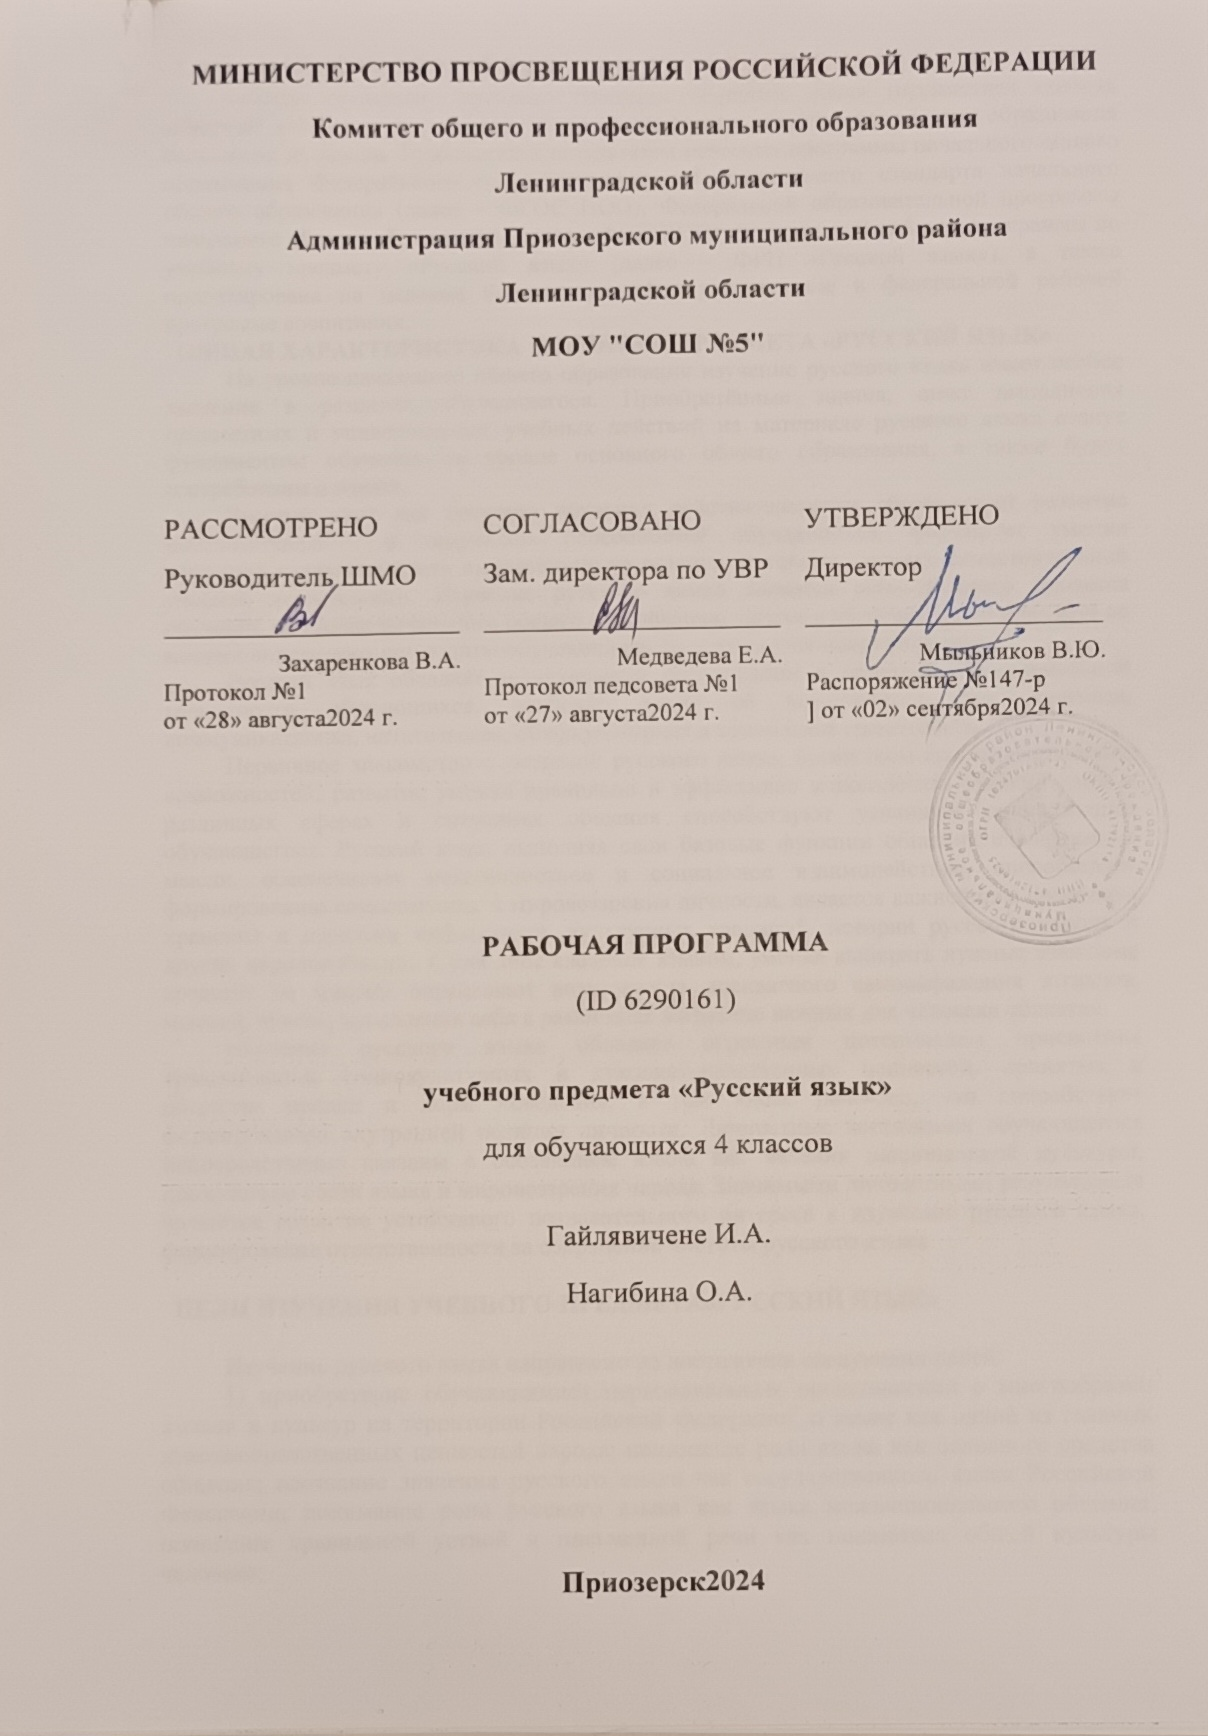 МИНИСТЕРСТВО ПРОСВЕЩЕНИЯ РОССИЙСКОЙ ФЕДЕРАЦИИ
Комитет общего и профессионального образования
Ленинградской области
Администрация Приозерского муниципального района
Ленинградской области
МОУ "СОШ №5"
РАССМОТРЕНО
Руководитель ШМО
Захаренкова В.А.
Протокол №1
от «28» августа2024 г.
СОГЛАСОВАНО
Зам. директора по УВР
Медведева Е.А.
Протокол педсовета №1
от «27» августа2024 г.
УТВЕРЖДЕНО
Директор
Мыльников В.Ю.
Распоряжение №147-р
] от «02» сентября2024 г.
РАБОЧАЯ ПРОГРАММА
(ID 6290161)
учебного предмета «Русский язык»
для обучающихся 4 классов
Гайлявичене И.А.
Нагибина О.А.
Приозерск2024